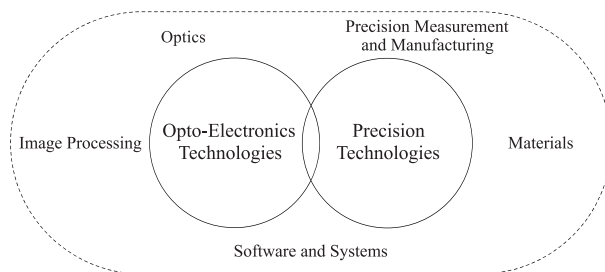 Optics
Precision Measurement
and Manufacturing
Image Processing
Opto-Electronics
Technologies
Precision
Technologies
Materials
Software and Systems